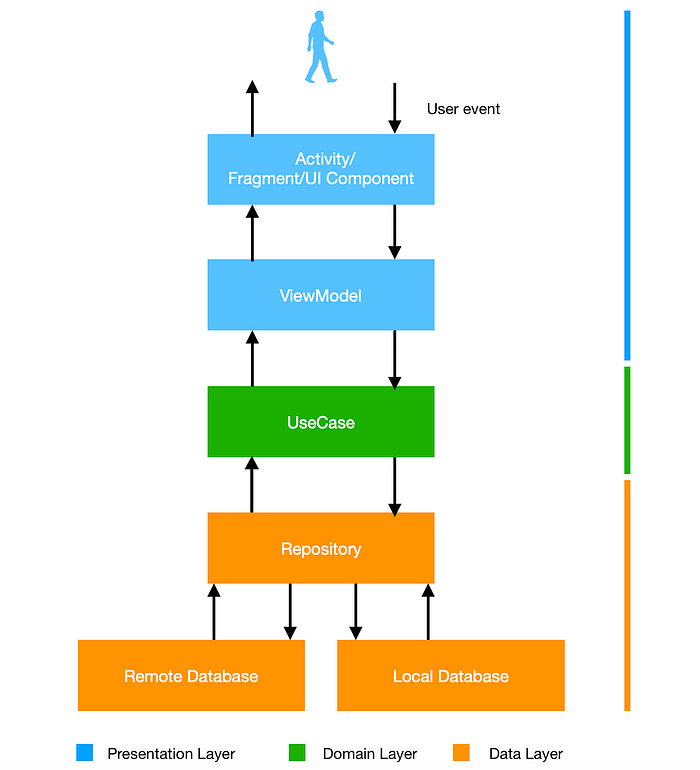 User event
Activity/
Fragment/UI Component
ViewModel
UseCase
Repository
Remote Database
Local Database
Presentation Layer
Domain Layer
Data Layer